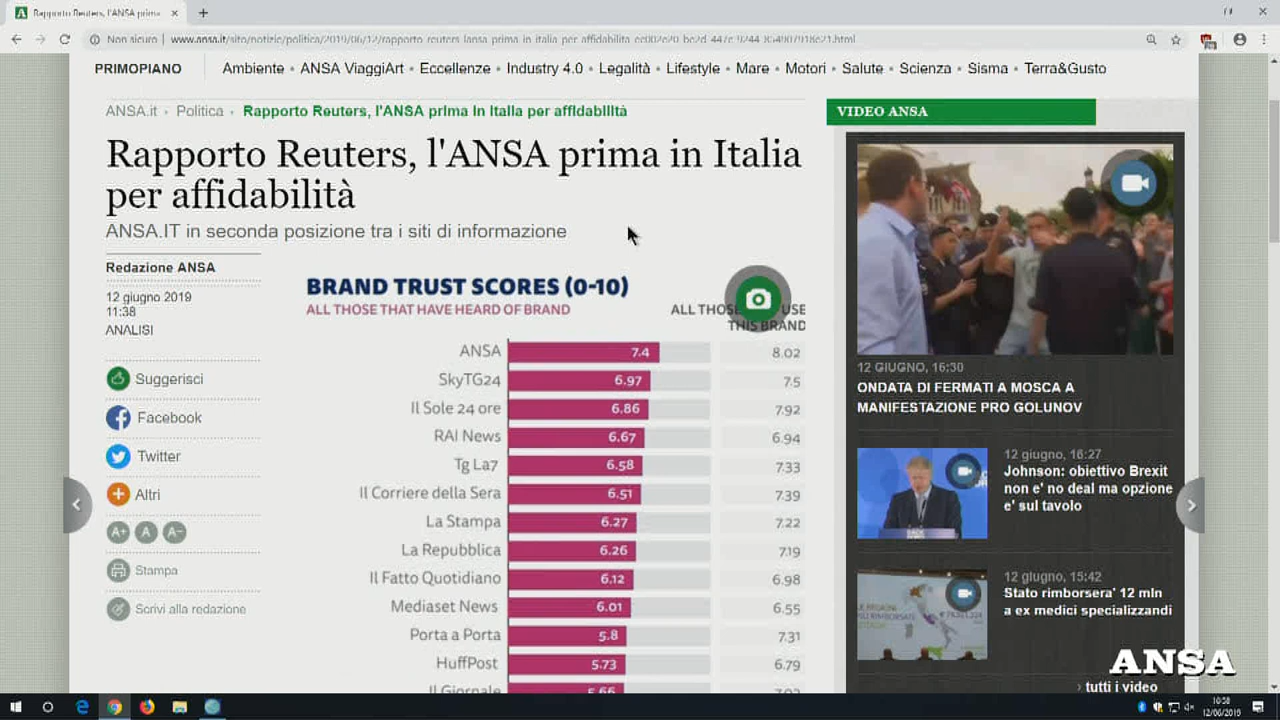 Rapporto Reuters, l'ANSA prima
Non sicuro
PRIMOPIANO
Ambiente • ANSA ViaggiArt • Eccellenze • Industry 4.0 • Legalità • Lifestyle • Mare • Motori • Salute • Scienza • Sisma • Terra&Gusto
ANSA.it › Politica › Rapporto Reuters, l'ANSA prima in Italia per affidabilità
Rapporto Reuters, l'ANSA prima in Italia
per affidabilità
ANSA.IT in seconda posizione tra i siti di informazione
Redazione ANSA
12 giugno 2019
11:38
ANALISI
Suggerisci
Facebook
Twitter
Altri
A+ A A-
Stampa
Scrivi alla redazione
BRAND TRUST SCORES (0-10)
ALL THOSE THAT HAVE HEARD OF BRAND
ALL THOSE USE
THIS BRAND
ANSA 7.4 8.02
SkyTG24 6.97 7.5
Il Sole 24 ore 6.86 7.92
RAI News 6.67 6.94
Tg La7 6.58 7.33
Il Corriere della Sera 6.51 7.39
La Stampa 6.27 7.22
La Repubblica 6.26 7.19
Il Fatto Quotidiano 6.12 6.98
Mediaset News 6.01 6.55
Porta a Porta 5.8 7.31
HuffPost 5.73 6.79
Il Giornale 5.66
VIDEO ANSA
12 GIUGNO, 16:30
ONDATA DI FERMATI A MOSCA A
MANIFESTAZIONE PRO GOLUNOV
12 giugno, 16:27
Johnson: obiettivo Brexit
non e' no deal ma opzione
e' sul tavolo
12 giugno, 15:42
Stato rimborsera' 12 mln
a ex medici specializzandi
ANSA
› tutti i video
12/06/2019